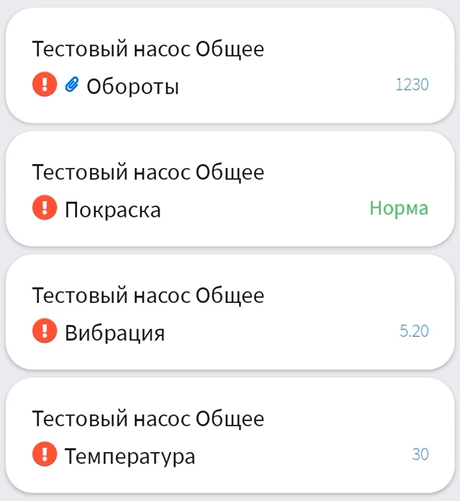 Тестовый насос Общее
Обороты 1230
Тестовый насос Общее
Покраска Норма
Тестовый насос Общее
Вибрация 5.20
Тестовый насос Общее
Температура 30